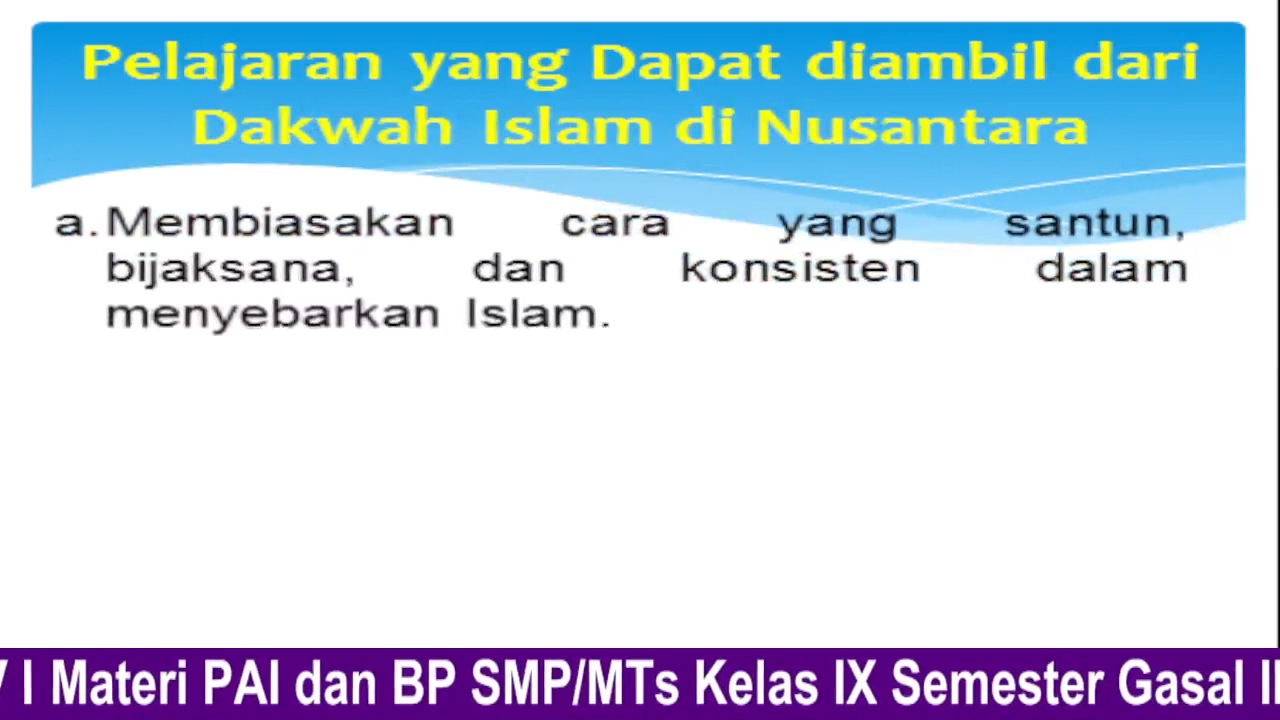 Pelajaran yang Dapat diambil dari
Dakwah Islam di Nusantara
a. Membiasakan cara yang santun,
bijaksana, dan konsisten dalam
menyebarkan Islam.
I Materi PAI dan BP SMP/MTs Kelas IX Semester Gasal